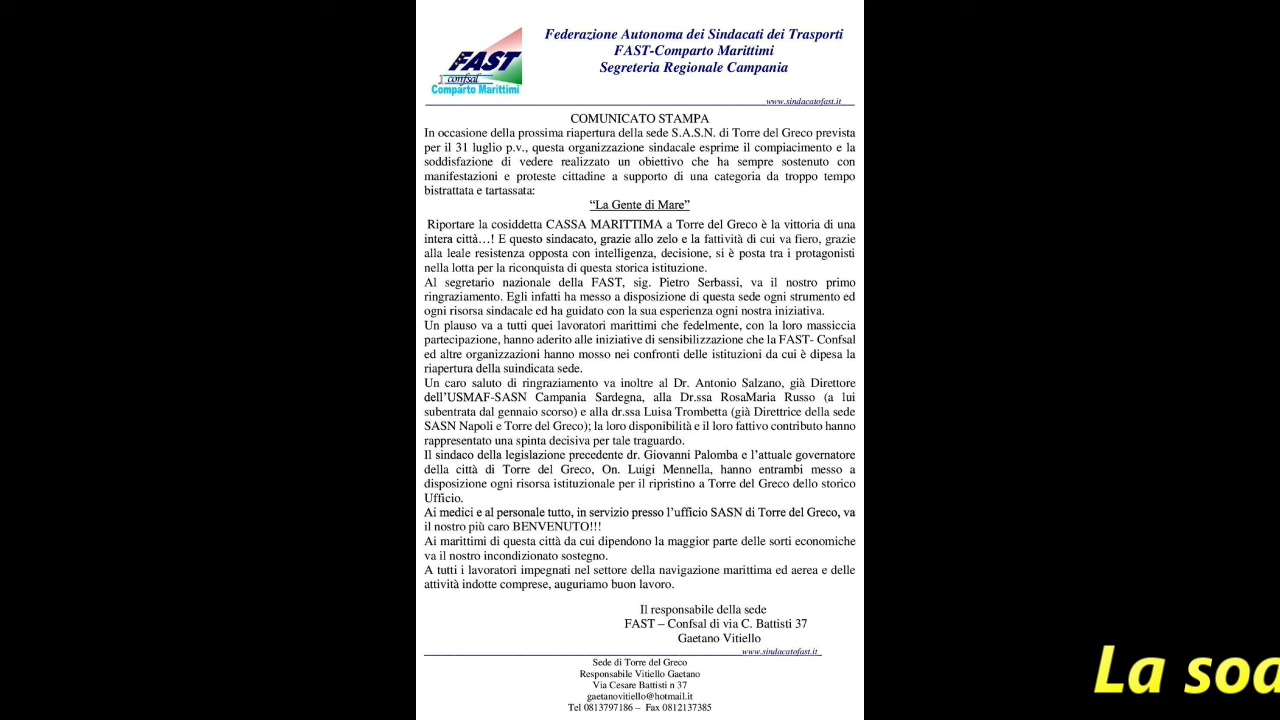 FAST
confsal
Comparto Marittimi
Federazione Autonoma dei Sindacati dei Trasporti
FAST-Comparto Marittimi
Segreteria Regionale Campania
www.sindacatofast.it
COMUNICATO STAMPA
In occasione della prossima riapertura della sede S.A.S.N. di Torre del Greco prevista
per il 31 luglio p.v., questa organizzazione sindacale esprime il compiacimento e la
soddisfazione di vedere realizzato un obiettivo che ha sempre sostenuto con
manifestazioni e proteste cittadine a supporto di una categoria da troppo tempo
bistrattata e tartassata:
“La Gente di Mare”
Riportare la cosiddetta CASSA MARITTIMA a Torre del Greco è la vittoria di una
intera città…! E questo sindacato, grazie allo zelo e la fattività di cui va fiero, grazie
alla leale resistenza opposta con intelligenza, decisione, si è posta tra i protagonisti
nella lotta per la riconquista di questa storica istituzione.
Al segretario nazionale della FAST, sig. Pietro Serbassi, va il nostro primo
ringraziamento. Egli infatti ha messo a disposizione di questa sede ogni strumento ed
ogni risorsa sindacale ed ha guidato con la sua esperienza ogni nostra iniziativa.
Un plauso va a tutti quei lavoratori marittimi che fedelmente, con la loro massiccia
partecipazione, hanno aderito alle iniziative di sensibilizzazione che la FAST- Confsal
ed altre organizzazioni hanno mosso nei confronti delle istituzioni da cui è dipesa la
riapertura della suindicata sede.
Un caro saluto di ringraziamento va inoltre al Dr. Antonio Salzano, già Direttore
dell’USMAF-SASN Campania Sardegna, alla Dr.ssa RosaMaria Russo (a lui
subentrata dal gennaio scorso) e alla dr.ssa Luisa Trombetta (già Direttrice della sede
SASN Napoli e Torre del Greco); la loro disponibilità e il loro fattivo contributo hanno
rappresentato una spinta decisiva per tale traguardo.
Il sindaco della legislazione precedente dr. Giovanni Palomba e l’attuale governatore
della città di Torre del Greco, On. Luigi Mennella, hanno entrambi messo a
disposizione ogni risorsa istituzionale per il ripristino a Torre del Greco dello storico
Ufficio.
Ai medici e al personale tutto, in servizio presso l’ufficio SASN di Torre del Greco, va
il nostro più caro BENVENUTO!!!
Ai marittimi di questa città da cui dipendono la maggior parte delle sorti economiche
va il nostro incondizionato sostegno.
A tutti i lavoratori impegnati nel settore della navigazione marittima ed aerea e delle
attività indotte comprese, auguriamo buon lavoro.
Il responsabile della sede
FAST – Confsal di via C. Battisti 37
Gaetano Vitiello
www.sindacatofast.it
Sede di Torre del Greco
Responsabile Vitiello Gaetano
Via Cesare Battisti n 37
gaetanovitiello@hotmail.it
Tel 0813797186 – Fax 0812137385
La sod